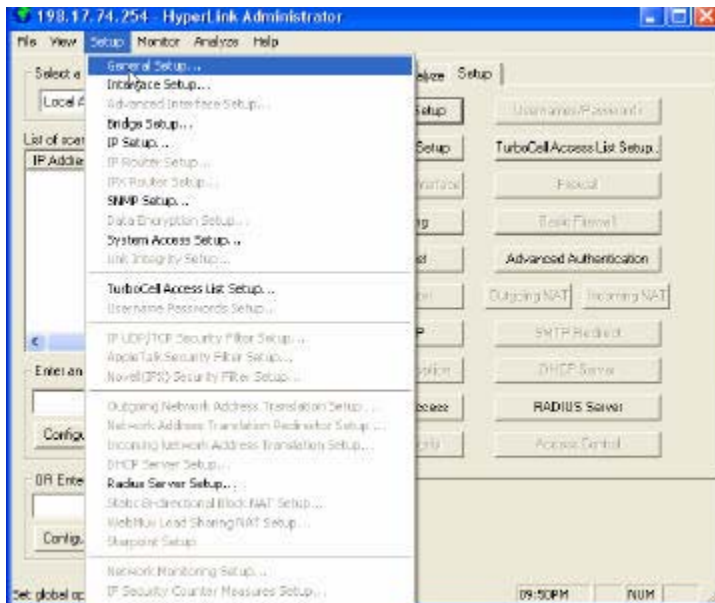 198.17.74.254 - HyperLink Administrator
File View Setup Monitor Analyze Help
Select a
Local A
List of scan
IP Addre
General Setup...
Interface Setup...
Advanced Interface Setup...
Bridge Setup...
IP Setup...
IP Router Setup...
IPX Router Setup...
SNMP Setup...
Data Encryption Setup...
System Access Setup...
Link Integrity Setup...
TurboCell Access List Setup...
Username Passwords Setup...
IP UDP/TCP Security Filter Setup...
AppleTalk Security Filter Setup...
Novell(IPX) Security Filter Setup...
Outgoing Network Address Translation Setup...
Network Address Translation Redirector Setup...
Incoming Network Address Translation Setup...
DHCP Server Setup...
Radius Server Setup...
Static Bi-directional Block NAT Setup...
WebMux Load Sharing NAT Setup...
Starpoint Setup
Network Monitoring Setup...
IP Security Counter Measures Setup...
alyze Setup
Setup
Usernames/Passwords
Setup
TurboCell Access List Setup..
nterface
Firewall
ng
Basic Firewall
Advanced Authentication
Outgoing NAT
Incoming NAT
P
SMTP Redirect
yption
DHCP Server
Access
RADIUS Server
egrity
Access Control
Enter an
Configu
OR Ente
Configu
Set global op
09:50PM
NUM